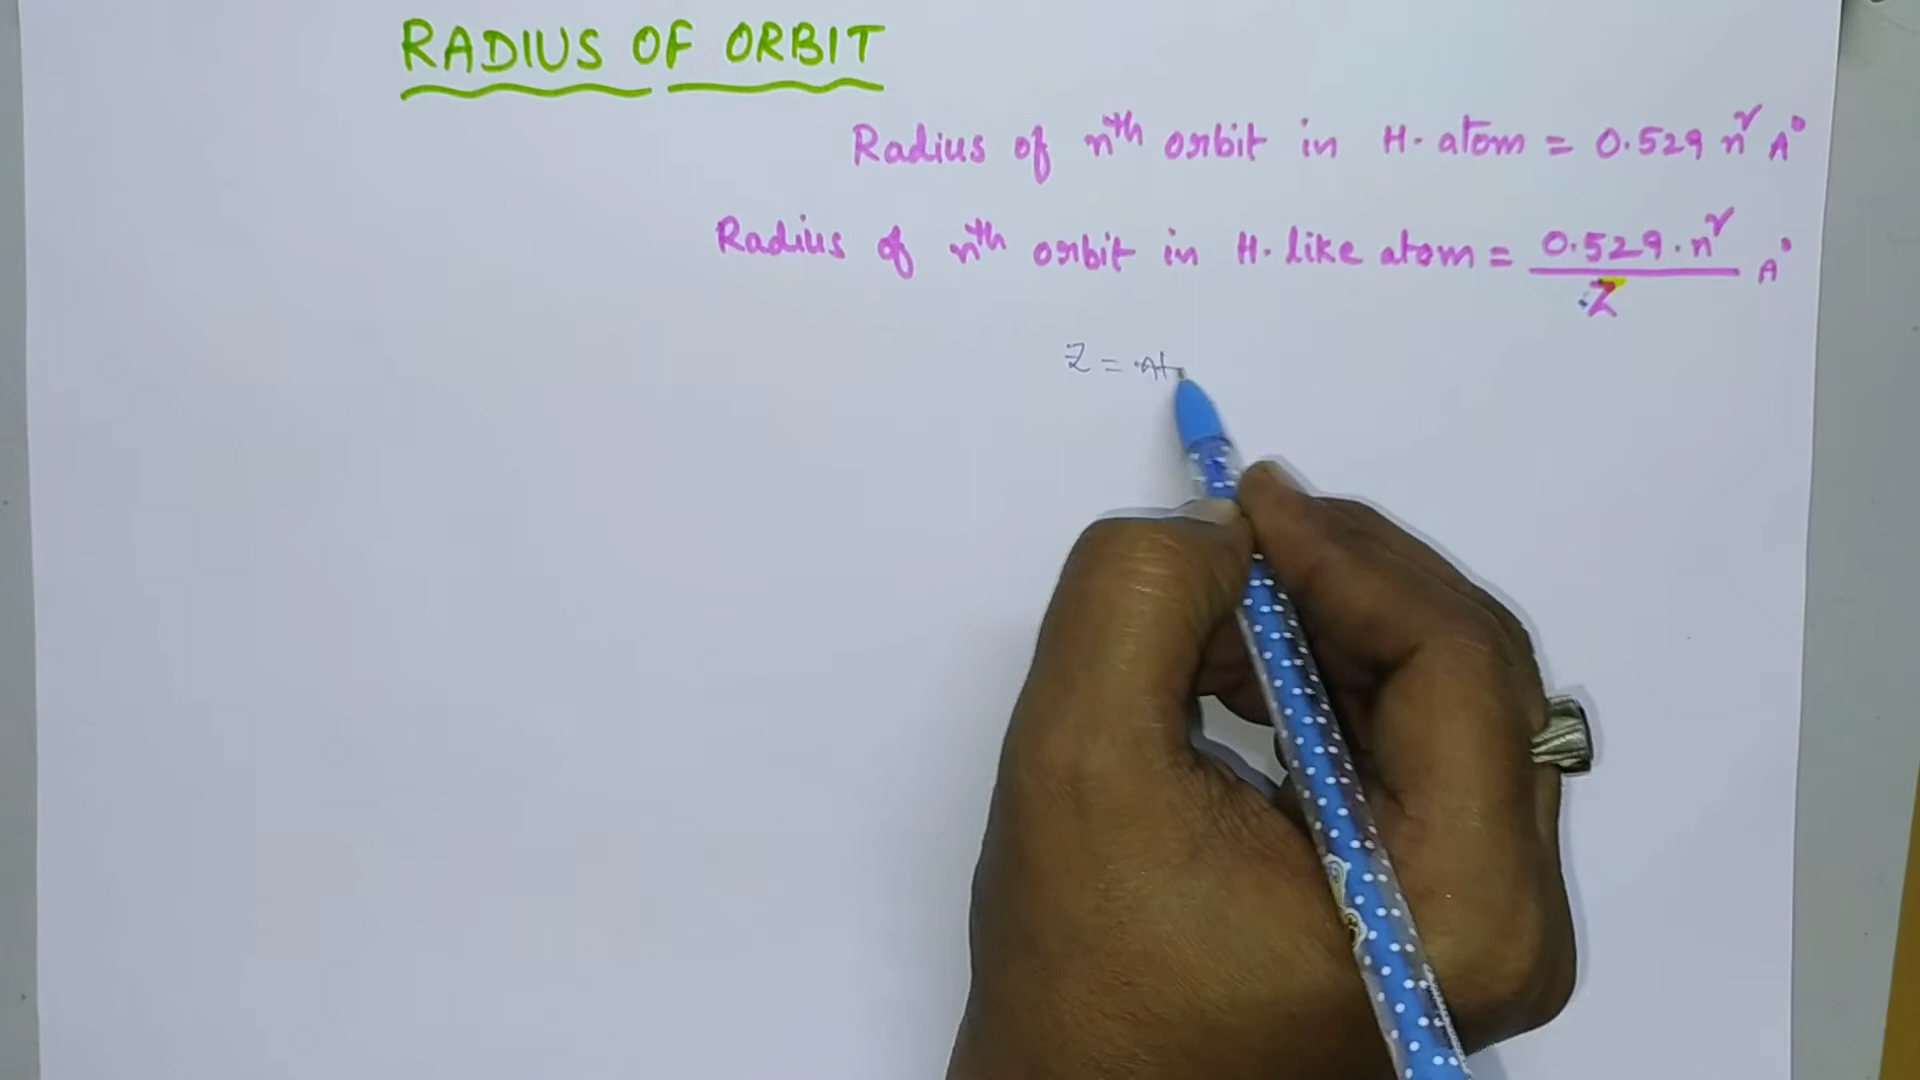 RADIUS OF ORBIT
Radius of nth orbit in H. atom = 0.529 n² A°
Radius of nth orbit in H. like atom = 0.529 . n² / Z A°
Z = At